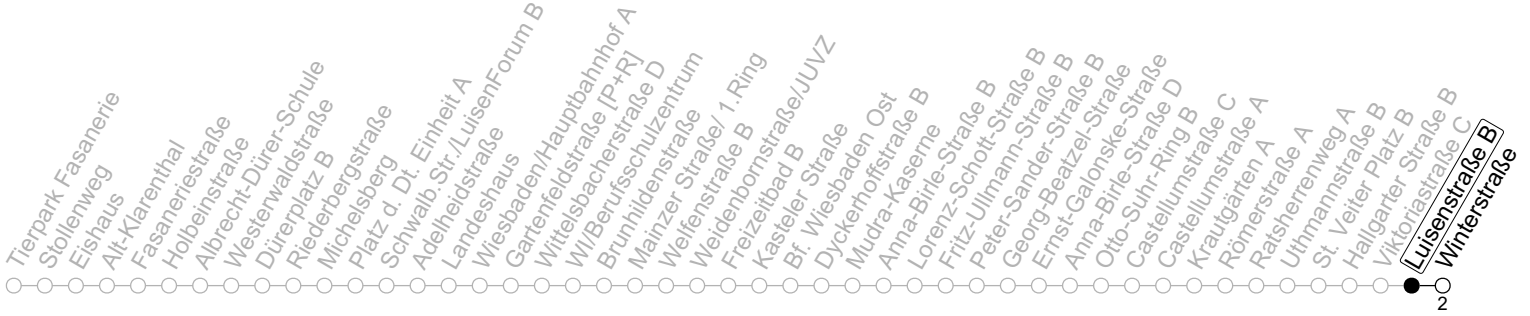 Tierpark Fasanerie
Stollenweg
Eishaus
Alt-Klarenthal
Fasaneriestraße
Holbeinstraße
Albrecht-Dürer-Schule
Westerwaldstraße
Dürerplatz B
Riederbergstraße
Michelsberg
Platz d. Dt. Einheit A
Schwalb.Str./LuisenForum B
Adelheidstraße
Landeshaus
Wiesbaden/Hauptbahnhof A
Gartenfeldstraße [P+R]
Wittelsbacherstraße D
WI/Berufsschulzentrum
Brunhildenstraße
Mainzer Straße/ 1.Ring
Welfenstraße B
Weidenbornstraße/JUVZ
Freizeitbad B
Kasteler Straße
Bf. Wiesbaden Ost
Dyckerhoffstraße B
Mudra-Kaserne
Anna-Birle-Straße B
Lorenz-Schott-Straße B
Fritz-Ullmann-Straße B
Peter-Sander-Straße B
Georg-Beatzel-Straße
Ernst-Galonske-Straße
Anna-Birle-Straße D
Otto-Suhr-Ring B
Castellumstraße C
Castellumstraße A
Krautgärten A
Römerstraße A
Ratsherrenweg A
Uthmannstraße B
St. Veiter Platz B
Hallgarter Straße B
Viktoriastraße C
Luisenstraße B
Winterstraße
2